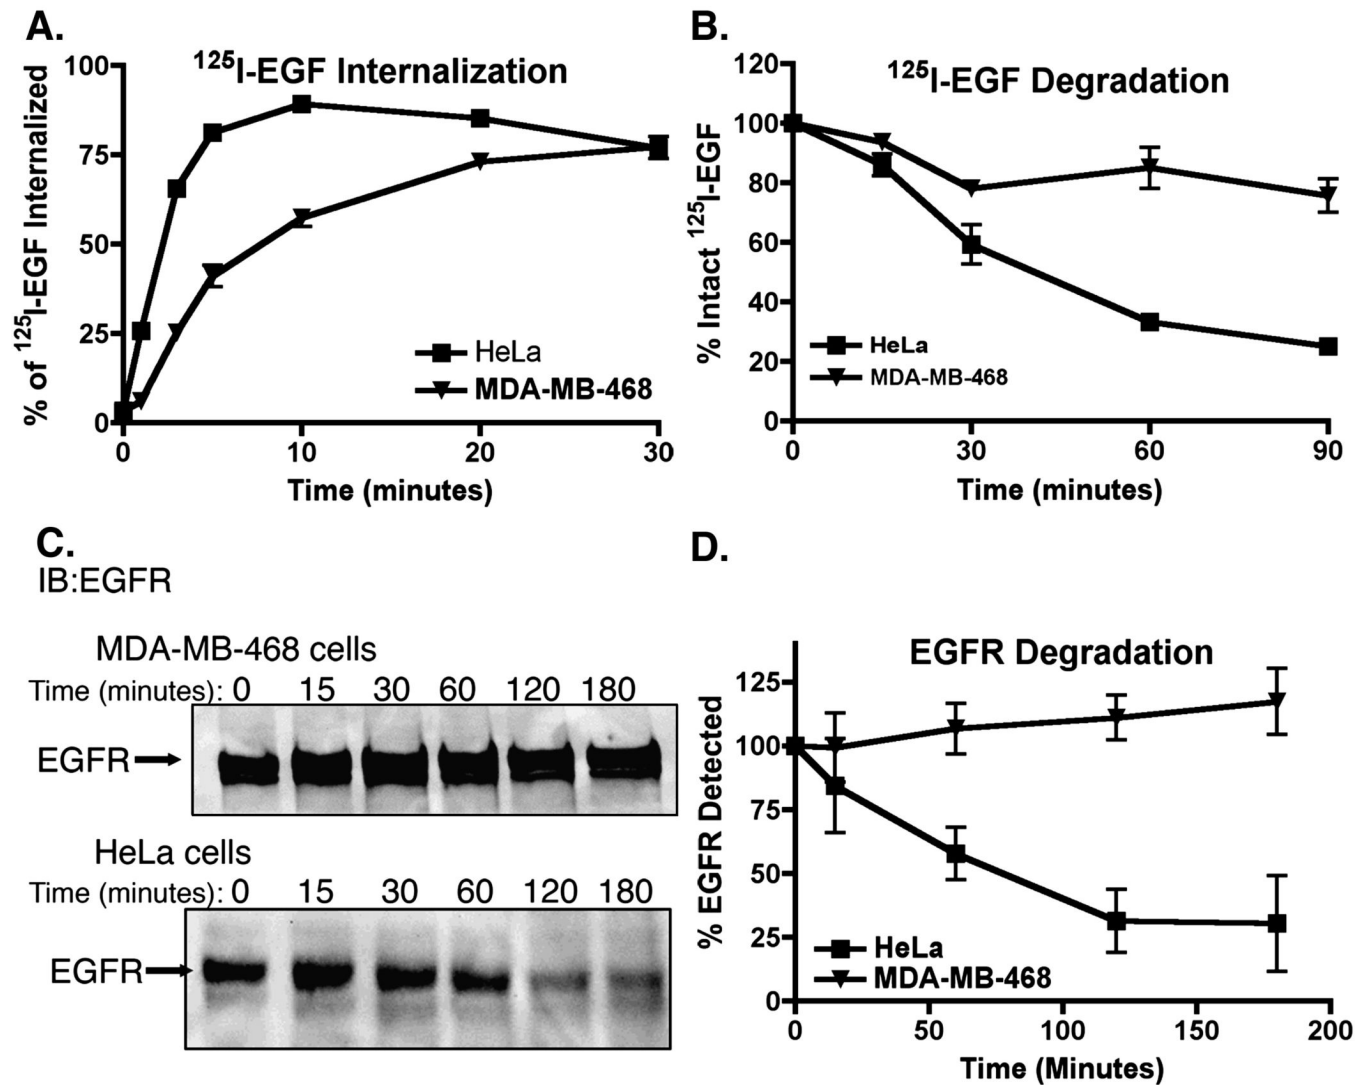 A.
¹²⁵I-EGF Internalization
% of ¹²⁵I-EGF Internalized
100
75
50
25
0
HeLa
MDA-MB-468
0 10 20 30
Time (minutes)
B.
¹²⁵I-EGF Degradation
% Intact ¹²⁵I-EGF
120
100
80
60
40
20
0
HeLa
MDA-MB-468
0 30 60 90
Time (minutes)
C.
IB:EGFR
MDA-MB-468 cells
Time (minutes): 0 15 30 60 120 180
EGFR
HeLa cells
Time (minutes): 0 15 30 60 120 180
EGFR
D.
EGFR Degradation
% EGFR Detected
125
100
75
50
25
0
HeLa
MDA-MB-468
0 50 100 150 200
Time (Minutes)